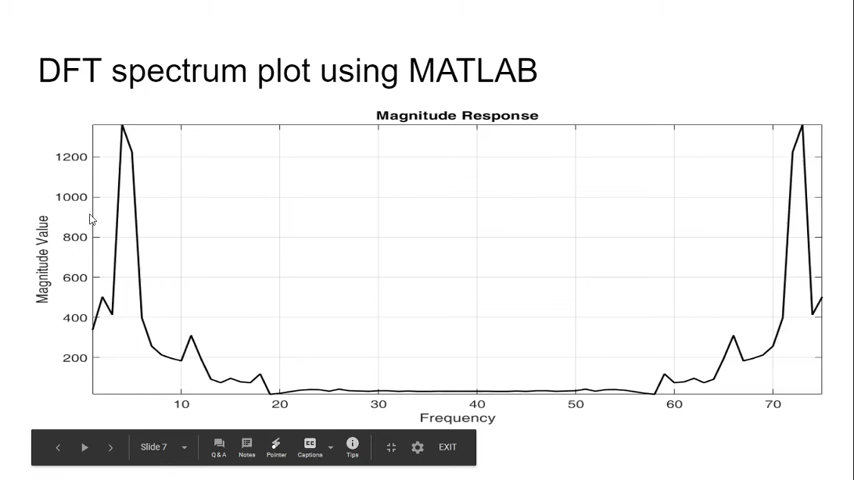 DFT spectrum plot using MATLAB
Magnitude Response
1200
1000
800
600
400
200
Magnitude Value
10 20 30 40 50 60 70
Frequency
Slide 7
Q & A Notes Pointer Captions Tips
EXIT
CC